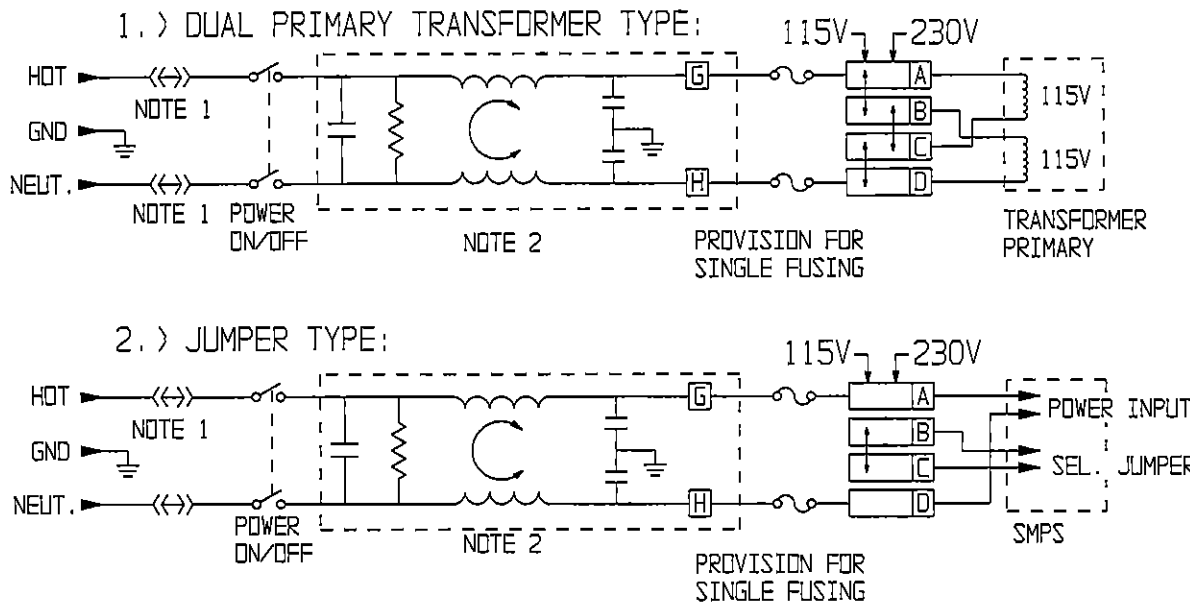 1.) DUAL PRIMARY TRANSFORMER TYPE:
115V 230V
HOT
NOTE 1
GND
NEUT.
NOTE 1
POWER
ON/OFF
NOTE 2
G
H
PROVISION FOR
SINGLE FUSING
A
B
C
D
115V
115V
TRANSFORMER
PRIMARY
2.) JUMPER TYPE:
115V 230V
HOT
NOTE 1
GND
NEUT.
POWER
ON/OFF
NOTE 2
G
H
PROVISION FOR
SINGLE FUSING
A
B
C
D
POWER INPUT
SEL. JUMPER
SMPS